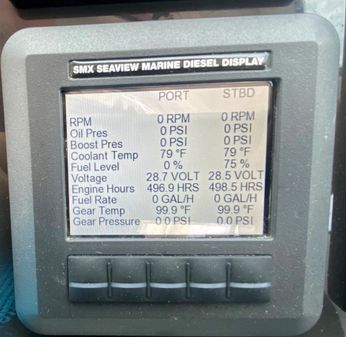 SMX SEAVIEW MARINE DIESEL DISPLAY
PORT STBD
RPM 0 RPM 0 RPM
Oil Pres 0 PSI 0 PSI
Boost Pres 0 PSI 0 PSI
Coolant Temp 79 °F 79 °F
Fuel Level 0 % 75 %
Voltage 28.7 VOLT 28.5 VOLT
Engine Hours 496.9 HRS 498.5 HRS
Fuel Rate 0 GAL/H 0 GAL/H
Gear Temp 99.9 °F 99.9 °F
Gear Pressure 0.0 PSI 0.0 PSI